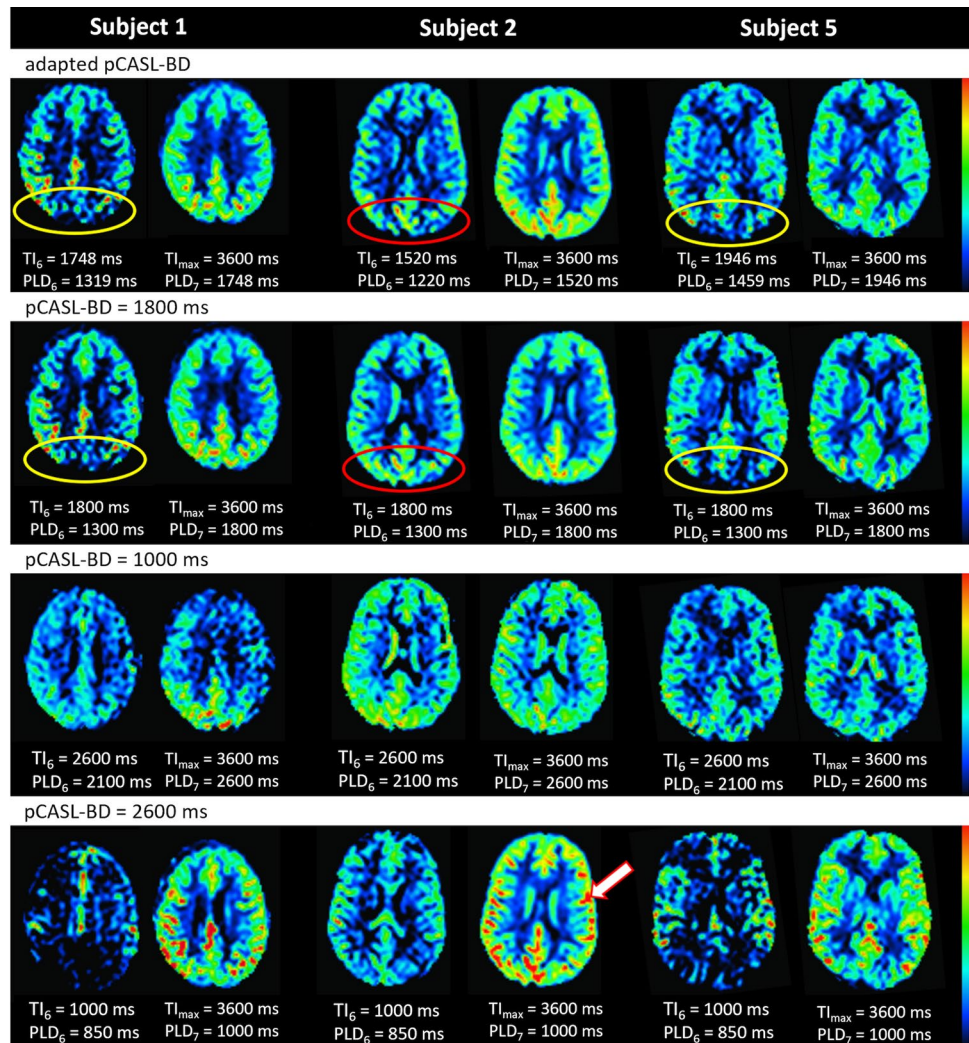 Subject 1 Subject 2 Subject 5
adapted pCASL-BD
TI₆ = 1748 ms TImax = 3600 ms TI₆ = 1520 ms TImax = 3600 ms TI₆ = 1946 ms TImax = 3600 ms
PLD₆ = 1319 ms PLD₇ = 1748 ms PLD₆ = 1220 ms PLD₇ = 1520 ms PLD₆ = 1459 ms PLD₇ = 1946 ms
pCASL-BD = 1800 ms
TI₆ = 1800 ms TImax = 3600 ms TI₆ = 1800 ms TImax = 3600 ms TI₆ = 1800 ms TImax = 3600 ms
PLD₆ = 1300 ms PLD₇ = 1800 ms PLD₆ = 1300 ms PLD₇ = 1800 ms PLD₆ = 1300 ms PLD₇ = 1800 ms
pCASL-BD = 1000 ms
TI₆ = 2600 ms TImax = 3600 ms TI₆ = 2600 ms TImax = 3600 ms TI₆ = 2600 ms TImax = 3600 ms
PLD₆ = 2100 ms PLD₇ = 2600 ms PLD₆ = 2100 ms PLD₇ = 2600 ms PLD₆ = 2100 ms PLD₇ = 2600 ms
pCASL-BD = 2600 ms
TI₆ = 1000 ms TImax = 3600 ms TI₆ = 1000 ms TImax = 3600 ms TI₆ = 1000 ms TImax = 3600 ms
PLD₆ = 850 ms PLD₇ = 1000 ms PLD₆ = 850 ms PLD₇ = 1000 ms PLD₆ = 850 ms PLD₇ = 1000 ms